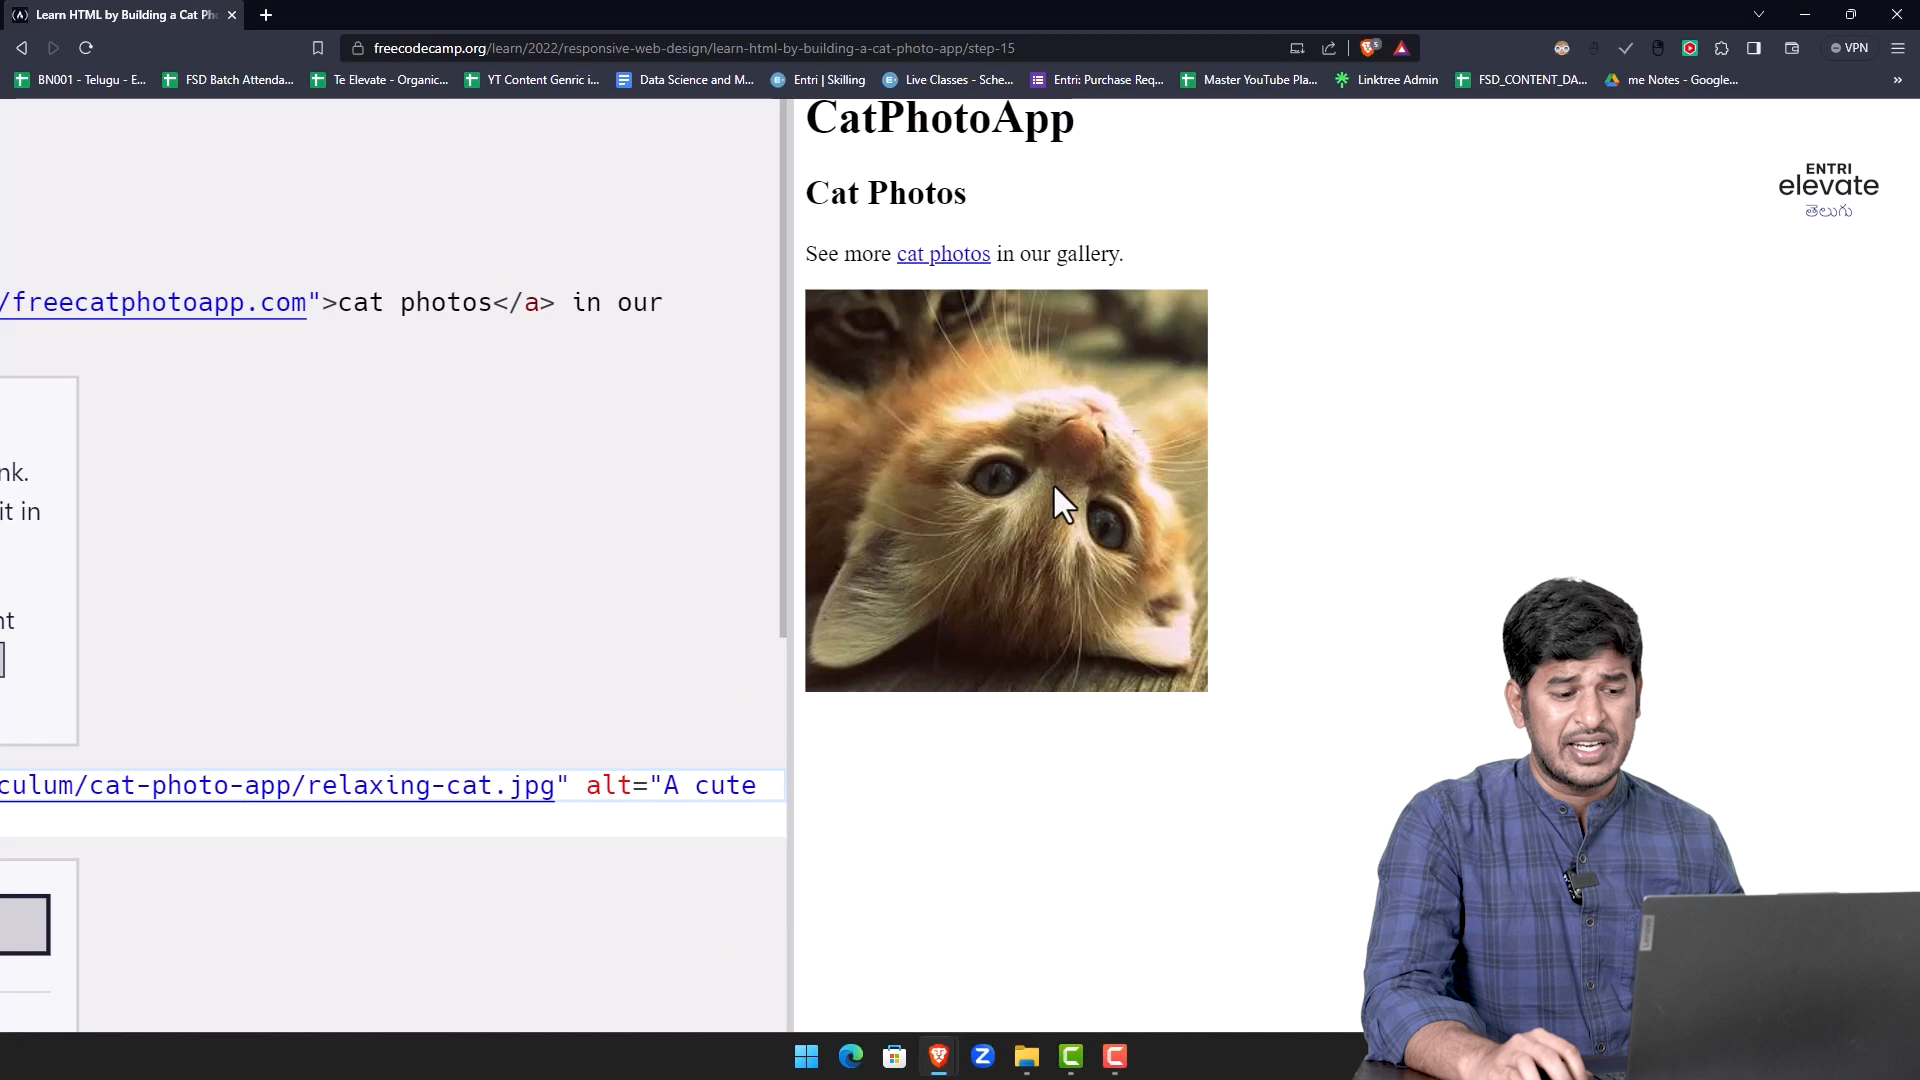 Learn HTML by Building a Cat Ph
freecodecamp.org/learn/2022/responsive-web-design/learn-html-by-building-a-cat-photo-app/step-15
5
VPN
BN001 - Telugu - E...
FSD Batch Attenda...
Te Elevate - Organic...
YT Content Genric i...
Data Science and M...
Entri | Skilling
Live Classes - Sche...
Entri: Purchase Req...
Master YouTube Pla...
Linktree Admin
FSD_CONTENT_DA...
me Notes - Google...
»
/freecatphotoapp.com">cat photos</a> in our
nk.
it in
nt
culum/cat-photo-app/relaxing-cat.jpg" alt="A cute
CatPhotoApp
Cat Photos
See more cat photos in our gallery.
ENTRI
elevate
తెలుగు
Lenovo